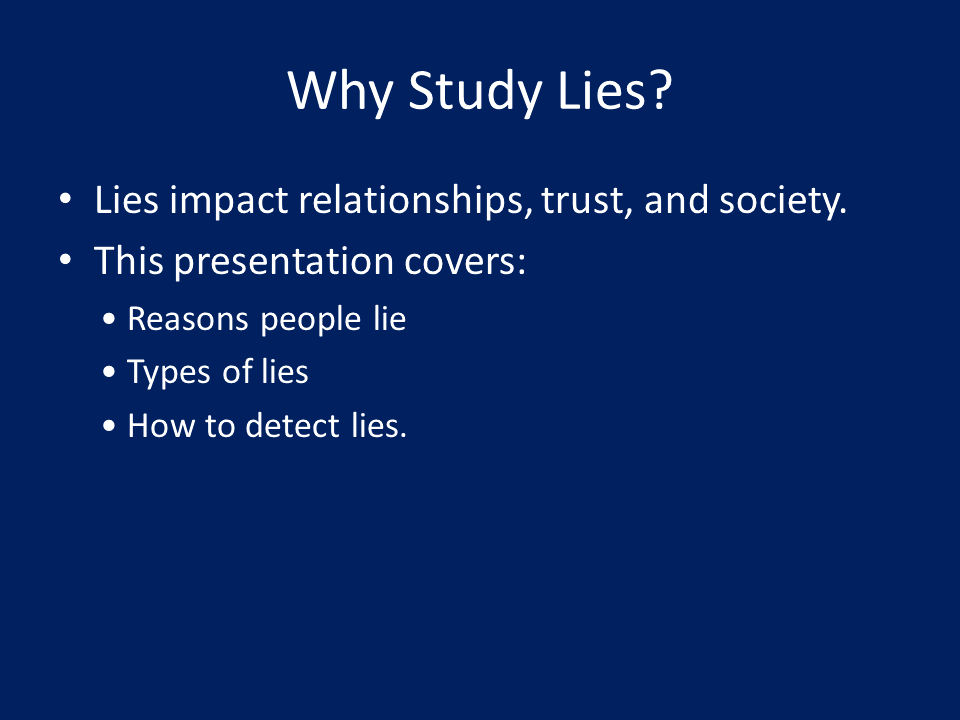 Why Study Lies?
• Lies impact relationships, trust, and society.
• This presentation covers:
• Reasons people lie
• Types of lies
• How to detect lies.